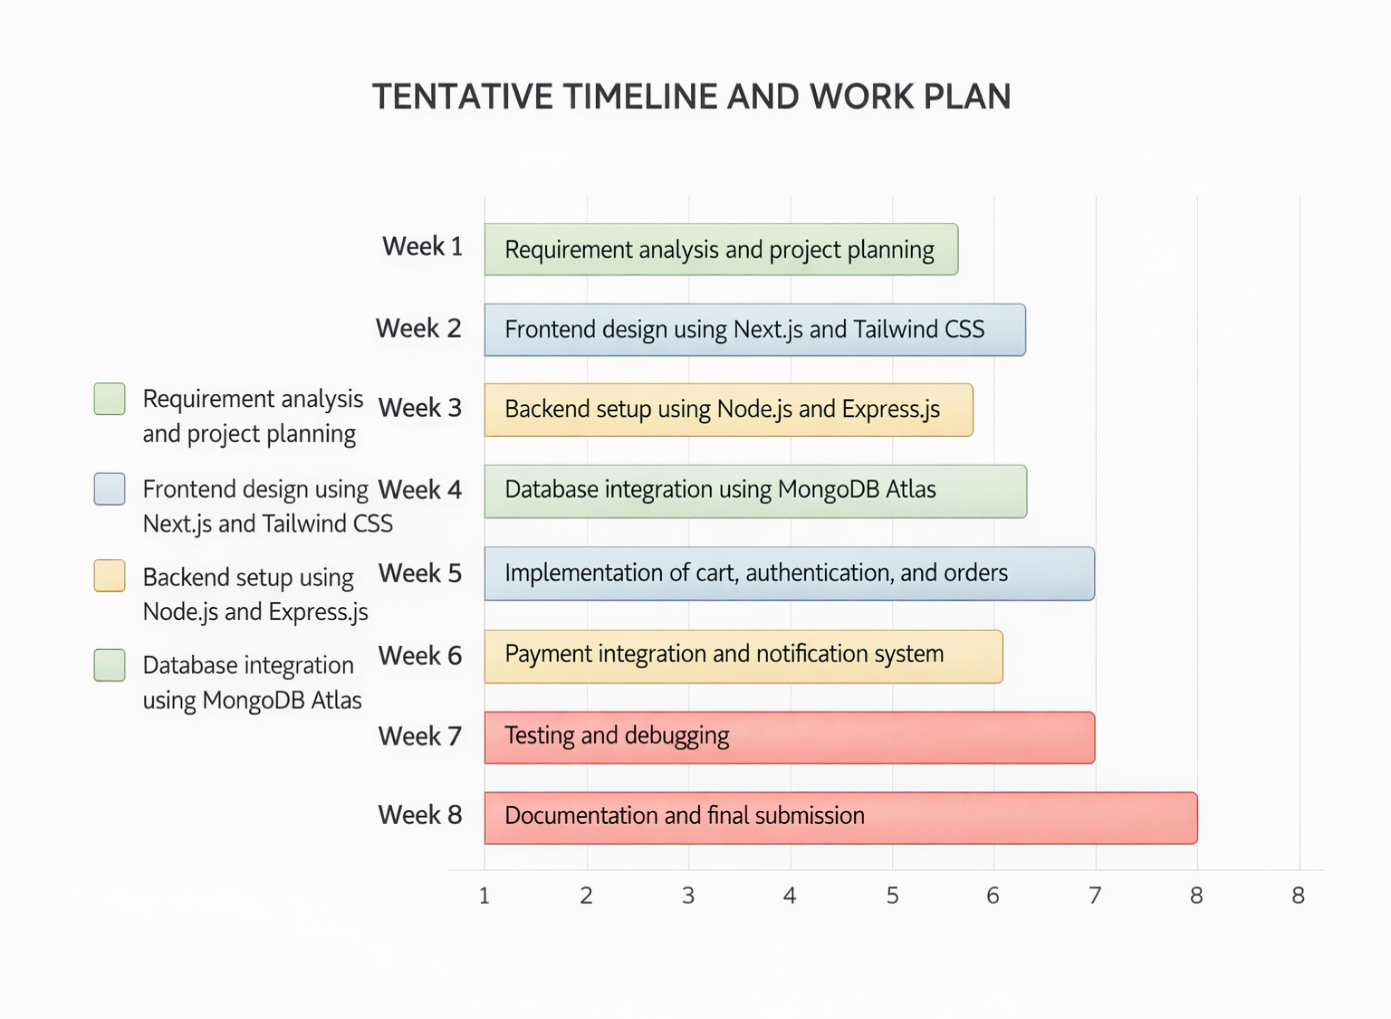 TENTATIVE TIMELINE AND WORK PLAN
Requirement analysis
and project planning
Frontend design using
Next.js and Tailwind CSS
Backend setup using
Node.js and Express.js
Database integration
using MongoDB Atlas
Week 1 Requirement analysis and project planning
Week 2 Frontend design using Next.js and Tailwind CSS
Week 3 Backend setup using Node.js and Express.js
Week 4 Database integration using MongoDB Atlas
Week 5 Implementation of cart, authentication, and orders
Week 6 Payment integration and notification system
Week 7 Testing and debugging
Week 8 Documentation and final submission
1 2 3 4 5 6 7 8 8